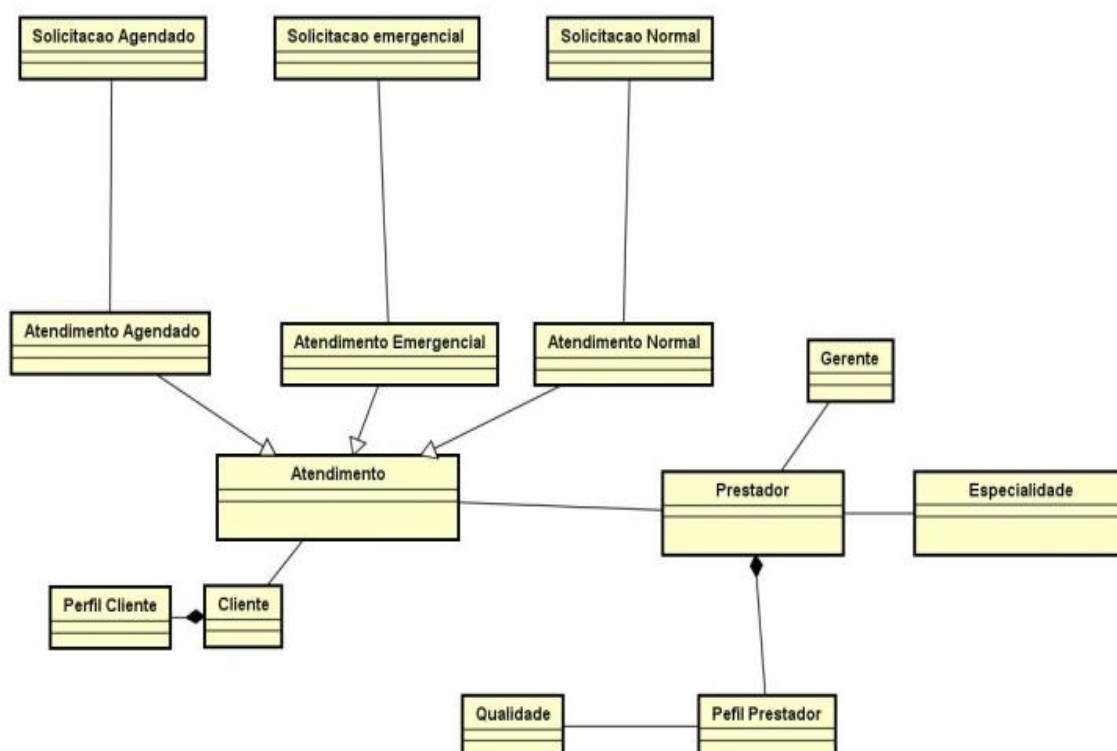 Solicitacao Agendado
Solicitacao emergencial
Solicitacao Normal
Atendimento Agendado
Atendimento Emergencial
Atendimento Normal
Gerente
Atendimento
Prestador
Especialidade
Perfil Cliente
Cliente
Qualidade
Pefil Prestador